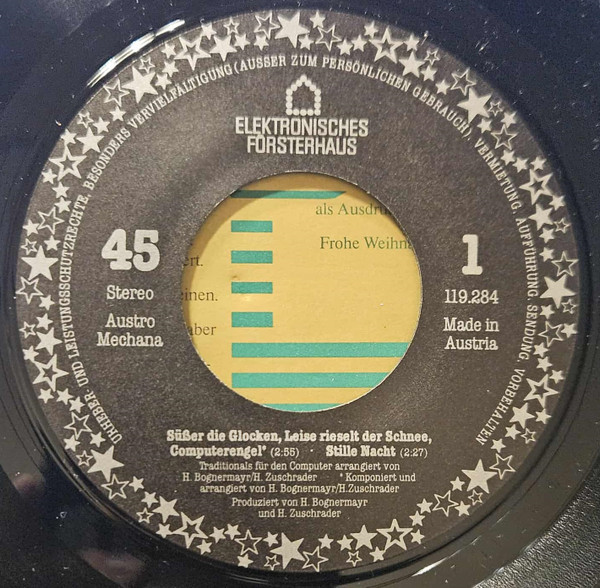 URHEBER- UND LEISTUNGSSCHUTZRECHTE, BESONDERS VERVIELFÄLTIGUNG (AUSSER ZUM PERSÖNLICHEN GEBRAUCH), VERMIETUNG, AUFFÜHRUNG, SENDUNG, VORBEHALTEN
ELEKTRONISCHES
FÖRSTERHAUS
als Ausdru
Frohe Weihn
ert.
inen.
aber
45
Stereo
Austro
Mechana
1
119.284
Made in
Austria
Süßer die Glocken, Leise rieselt der Schnee,
Computerengel* (2:55) · Stille Nacht (2:27)
Traditionals für den Computer arrangiert von
H. Bognermayr/H. Zuschrader * Komponiert und
arrangiert von H. Bognermayr/H.Zuschrader
Produziert von H. Bognermayr
und H. Zuschrader